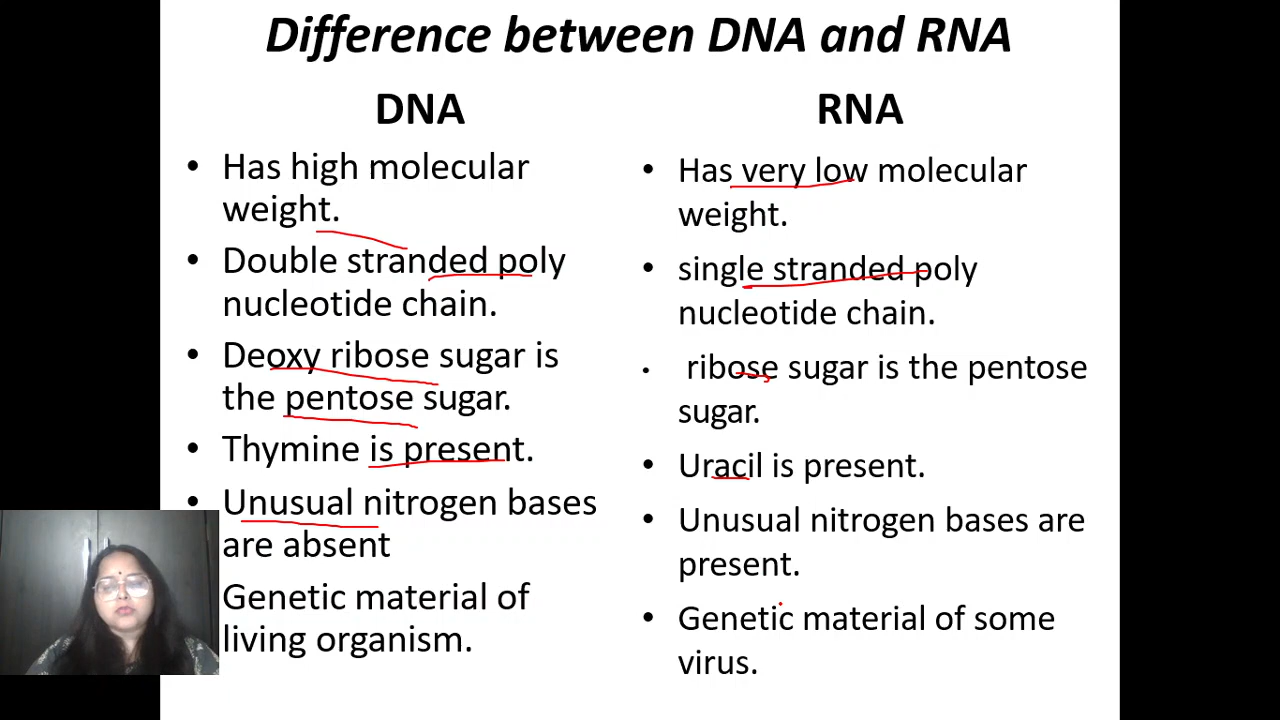 Difference between DNA and RNA
DNA
• Has high molecular
weight.
• Double stranded poly
nucleotide chain.
• Deoxy ribose sugar is
the pentose sugar.
• Thymine is present.
• Unusual nitrogen bases
are absent
Genetic material of
living organism.
RNA
• Has very low molecular
weight.
• single stranded poly
nucleotide chain.
• ribose sugar is the pentose
sugar.
• Uracil is present.
• Unusual nitrogen bases are
present.
• Genetic material of some
virus.